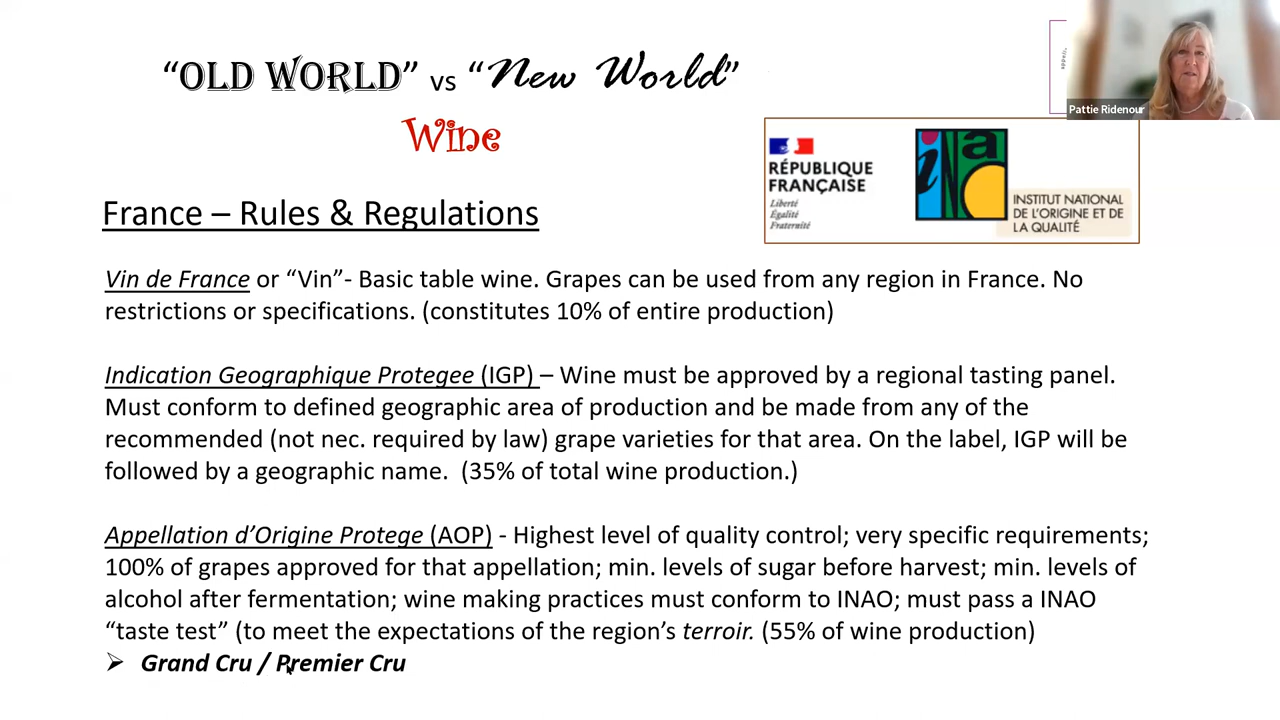 “OLD WORLD” vs “New World”
Wine
Pattie Ridenour
RÉPUBLIQUE
FRANÇAISE
Liberté
Égalité
Fraternité
inao
INSTITUT NATIONAL
DE L'ORIGINE ET DE
LA QUALITÉ
France – Rules & Regulations
Vin de France or “Vin”- Basic table wine. Grapes can be used from any region in France. No
restrictions or specifications. (constitutes 10% of entire production)
Indication Geographique Protegee (IGP) – Wine must be approved by a regional tasting panel.
Must conform to defined geographic area of production and be made from any of the
recommended (not nec. required by law) grape varieties for that area. On the label, IGP will be
followed by a geographic name. (35% of total wine production.)
Appellation d’Origine Protege (AOP) - Highest level of quality control; very specific requirements;
100% of grapes approved for that appellation; min. levels of sugar before harvest; min. levels of
alcohol after fermentation; wine making practices must conform to INAO; must pass a INAO
“taste test” (to meet the expectations of the region’s terroir. (55% of wine production)
➢ Grand Cru / Premier Cru